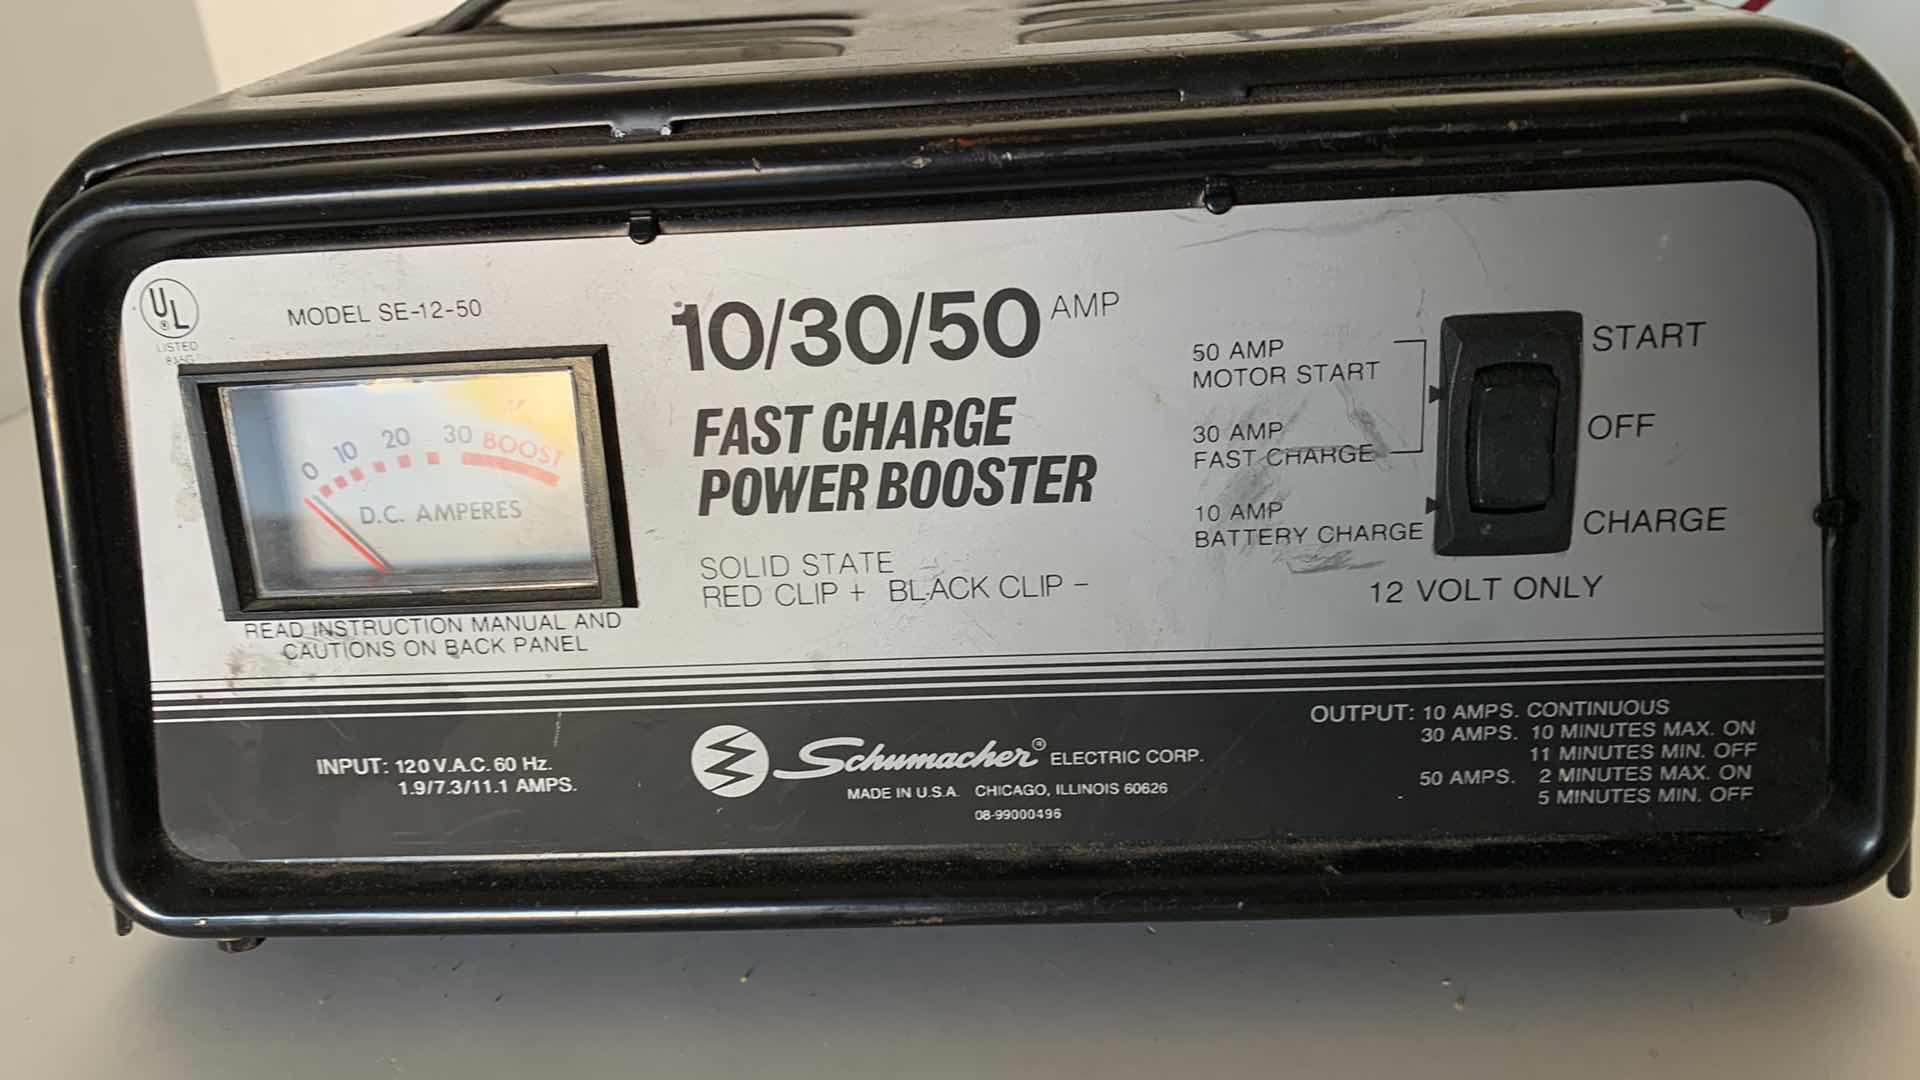 UL
®
LISTED
MODEL SE-12-50
0 10 20 30 BOOST
D.C. AMPERES
READ INSTRUCTION MANUAL AND
CAUTIONS ON BACK PANEL
10/30/50 AMP
FAST CHARGE
POWER BOOSTER
SOLID STATE
RED CLIP + BLACK CLIP -
50 AMP
MOTOR START
30 AMP
FAST CHARGE
10 AMP
BATTERY CHARGE
START
OFF
CHARGE
12 VOLT ONLY
INPUT: 120 V.A.C. 60 Hz.
1.9/7.3/11.1 AMPS.
Schumacher® ELECTRIC CORP.
MADE IN U.S.A. CHICAGO, ILLINOIS 60626
08-99000496
OUTPUT: 10 AMPS. CONTINUOUS
30 AMPS. 10 MINUTES MAX. ON
11 MINUTES MIN. OFF
50 AMPS. 2 MINUTES MAX. ON
5 MINUTES MIN. OFF